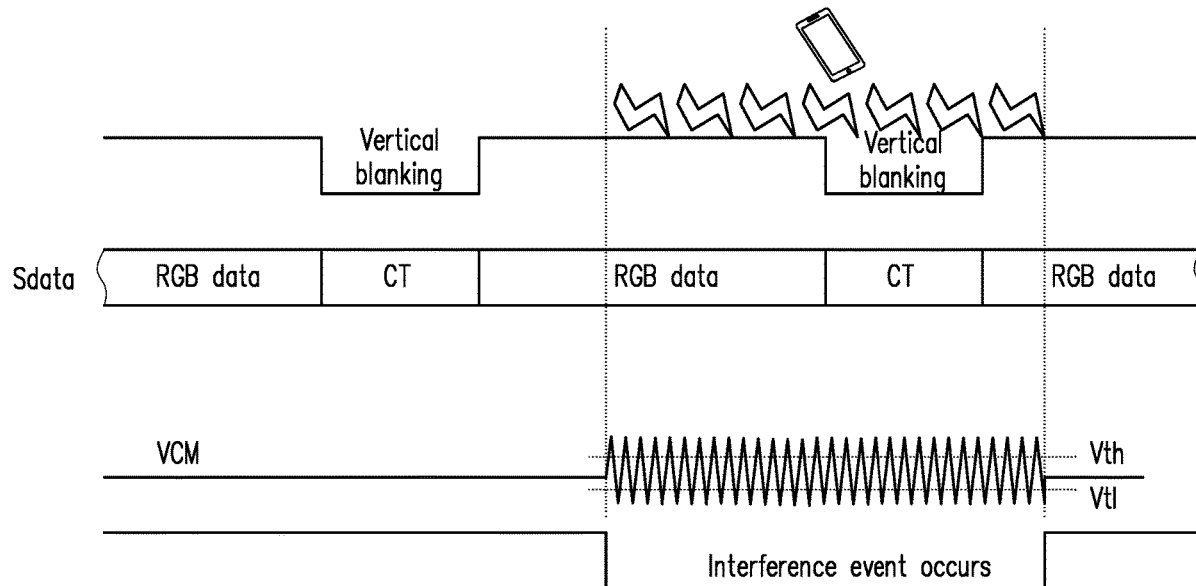 Vertical
blanking
Vertical
blanking
Sdata
RGB data
CT
RGB data
CT
RGB data
VCM
Vth
Vtl
Interference event occurs